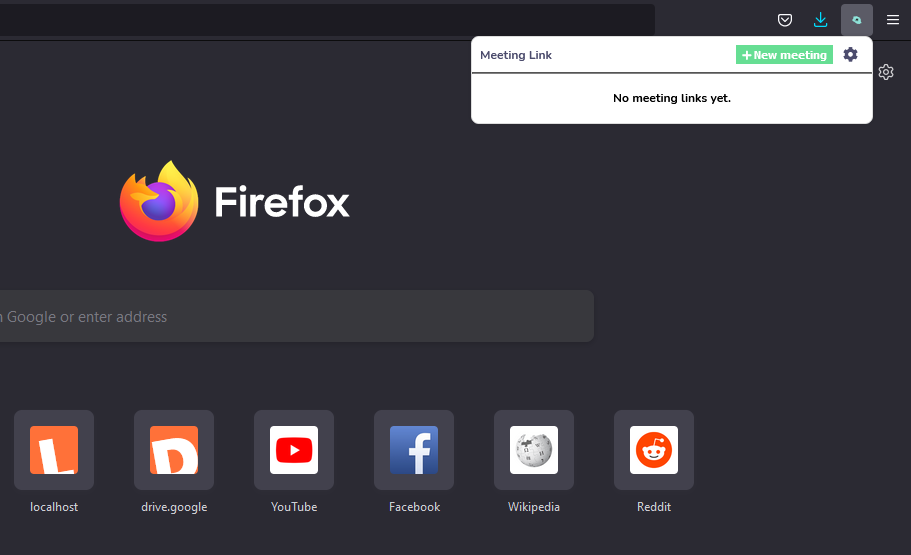 Meeting Link
+ New meeting
No meeting links yet.
Firefox
Google or enter address
localhost
drive.google
YouTube
Facebook
Wikipedia
Reddit